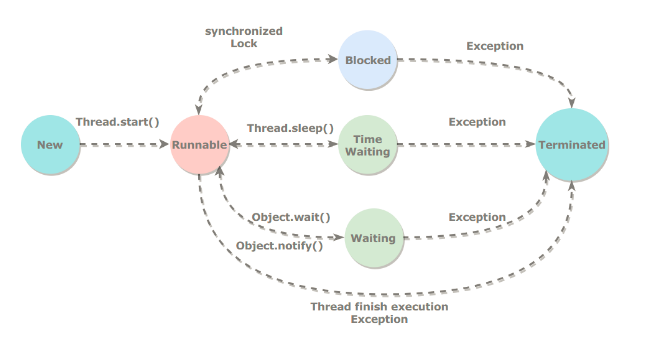 synchronized
Lock
Blocked
Exception
New
Thread.start()
Runnable
Thread.sleep()
Time
Waiting
Exception
Terminated
Object.wait()
Object.notify()
Waiting
Exception
Thread finish execution
Exception